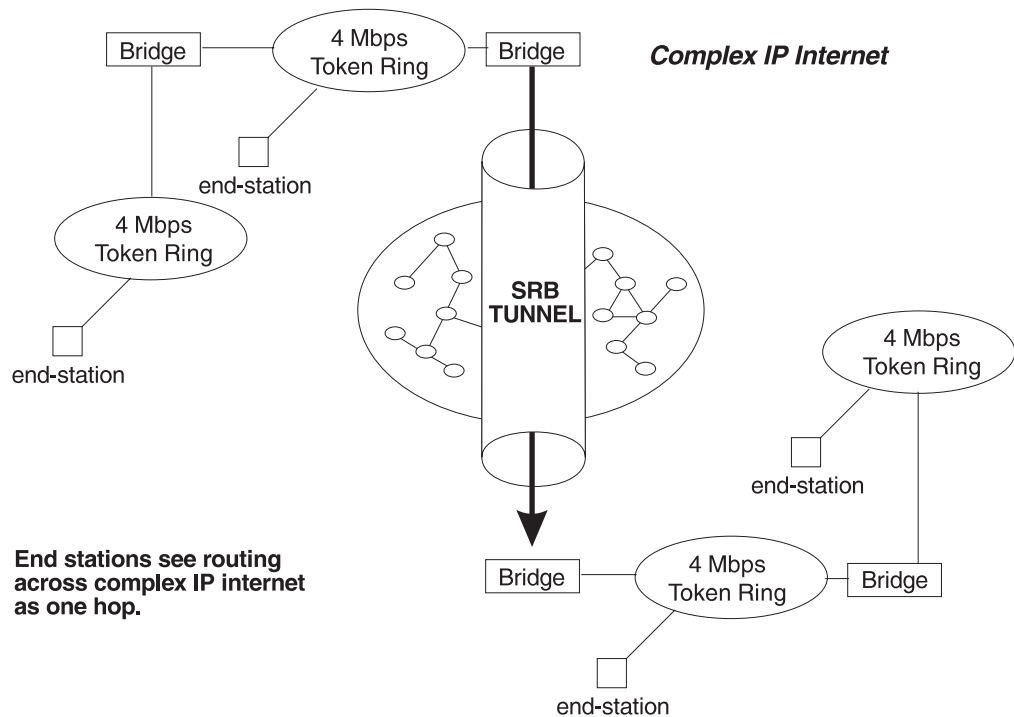 Bridge
4 Mbps
Token Ring
Bridge
Complex IP Internet
end-station
4 Mbps
Token Ring
end-station
SRB
TUNNEL
4 Mbps
Token Ring
end-station
End stations see routing
across complex IP internet
as one hop.
Bridge
4 Mbps
Token Ring
Bridge
end-station